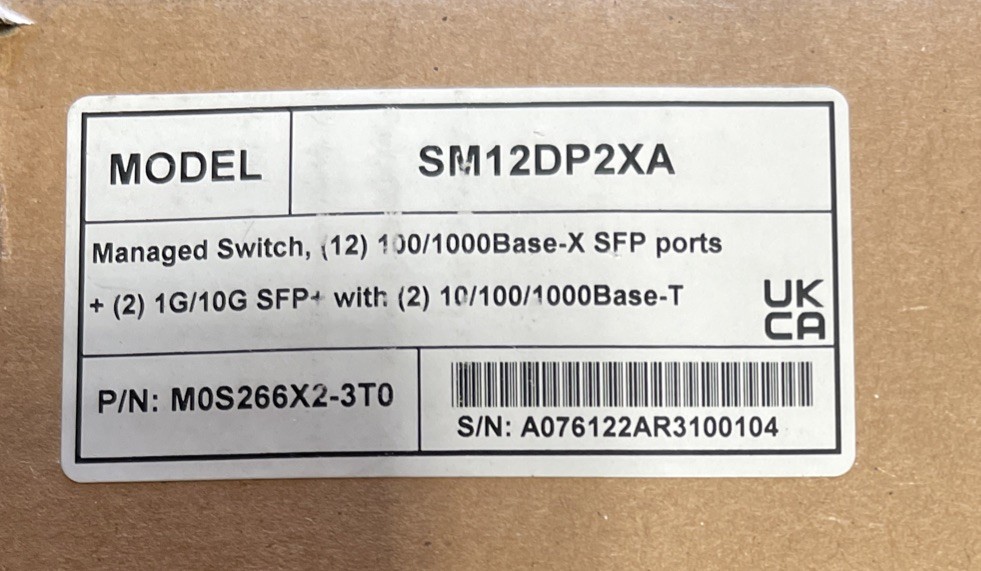 MODEL SM12DP2XA
Managed Switch, (12) 100/1000Base-X SFP ports
+ (2) 1G/10G SFP+ with (2) 10/100/1000Base-T
UK
CA
P/N: M0S266X2-3T0
S/N: A076122AR3100104